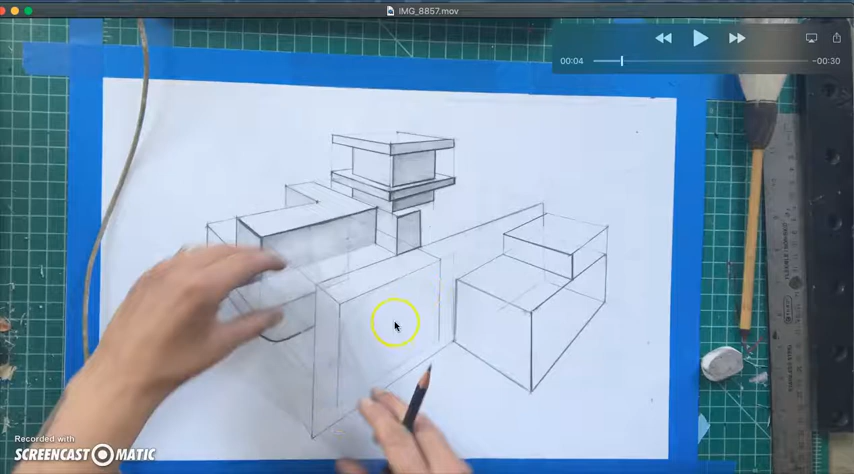 IMG_8857.mov
00:04
-00:30
Recorded with
SCREENCAST-O-MATIC